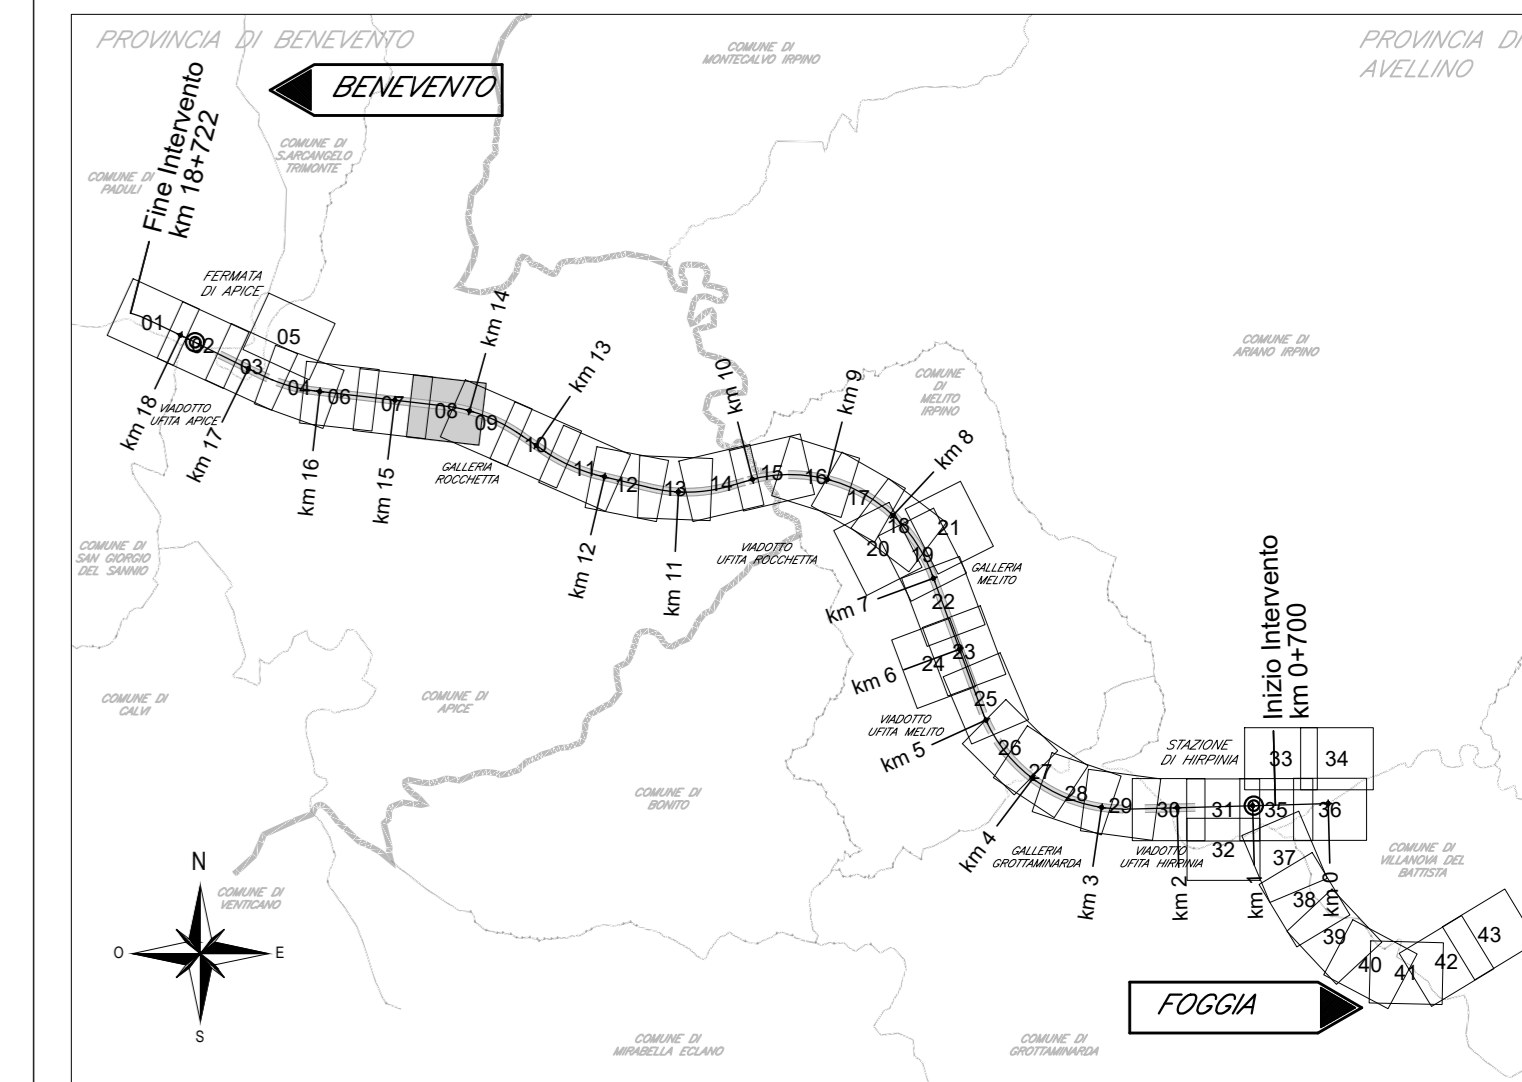 PROVINCIA DI BENEVENTO
COMUNE DI
MONTECALVO IRPINO
PROVINCIA DI
AVELLINO
BENEVENTO
Fine Intervento
km 18+722
COMUNE DI
S.ARCANGELO
TRIMONTE
COMUNE DI
PADULI
FERMATA
DI APICE
01
02
03
04
05
06
07
08
09
10
11
12
13
14
15
16
17
18
19
20
21
22
23
24
25
26
27
28
29
30
31
32
33
34
35
36
37
38
39
40
41
42
43
km 18
km 17
km 16
km 15
km 14
km 13
km 12
km 11
km 10
km 9
km 8
km 7
km 6
km 5
km 4
km 3
km 2
km 1
km 0
VIADOTTO
UFITA APICE
GALLERIA
ROCCHETTA
COMUNE DI
ARIANO IRPINO
COMUNE
DI
MELITO
IRPINO
COMUNE DI
SAN GIORGIO
DEL SANNIO
VIADOTTO
UFITA ROCCHETTA
GALLERIA
MELITO
Inizio Intervento
km 0+700
COMUNE DI
CALVI
COMUNE DI
APICE
VIADOTTO
UFITA MELITO
STAZIONE
DI HIRPINIA
COMUNE DI
BONITO
GALLERIA
GROTTAMINARDA
VIADOTTO
UFITA HIRPINIA
COMUNE DI
VILLANOVA DEL
BATTISTA
COMUNE DI
VENTICANO
N
O
E
S
FOGGIA
COMUNE DI
MIRABELLA ECLANO
COMUNE DI
GROTTAMINARDA